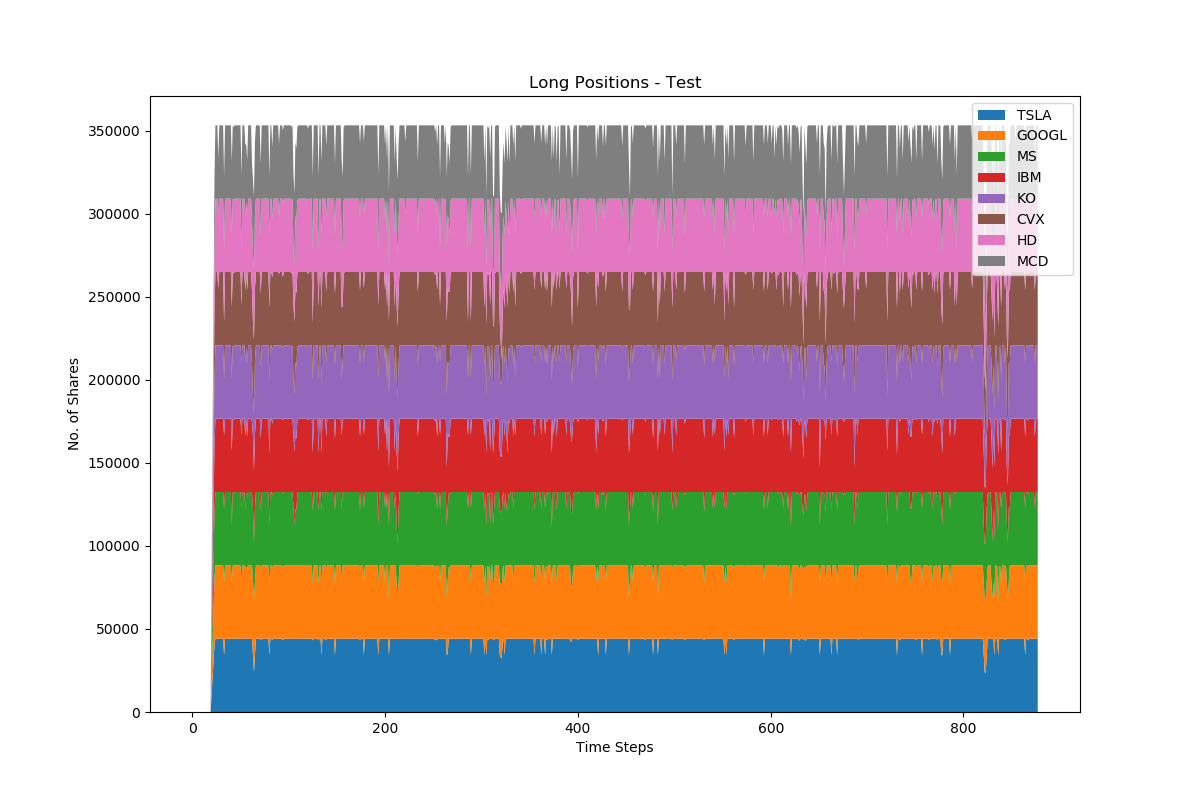 Long Positions - Test
No. of Shares
350000
300000
250000
200000
150000
100000
50000
0
TSLA
GOOGL
MS
IBM
KO
CVX
HD
MCD
0 200 400 600 800
Time Steps